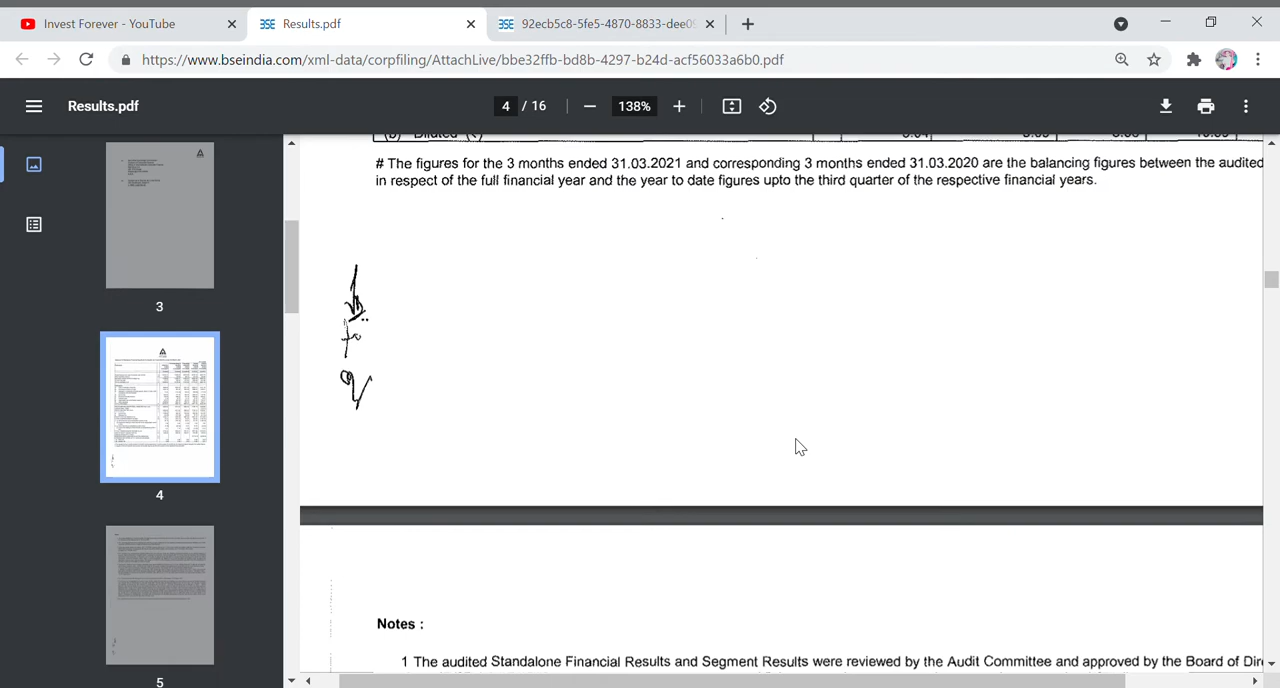 Invest Forever - YouTube
Results.pdf
92ecb5c8-5fe5-4870-8833-dee09
https://www.bseindia.com/xml-data/corpfiling/AttachLive/bbe32ffb-bd8b-4297-b24d-acf56033a6b0.pdf
Results.pdf
4 / 16
138%
3
4
5
(b) Diluted (₹)
# The figures for the 3 months ended 31.03.2021 and coresponding 3 months ended 31.03.2020 are the balancing figures between the audited
in respect of the full financial year and the year to date figures upto the third quarter of the respective financial years.
Notes :
1 The audited Standalone Financial Results and Segment Results were reviewed by the Audit Committee and approved by the Board of Dire